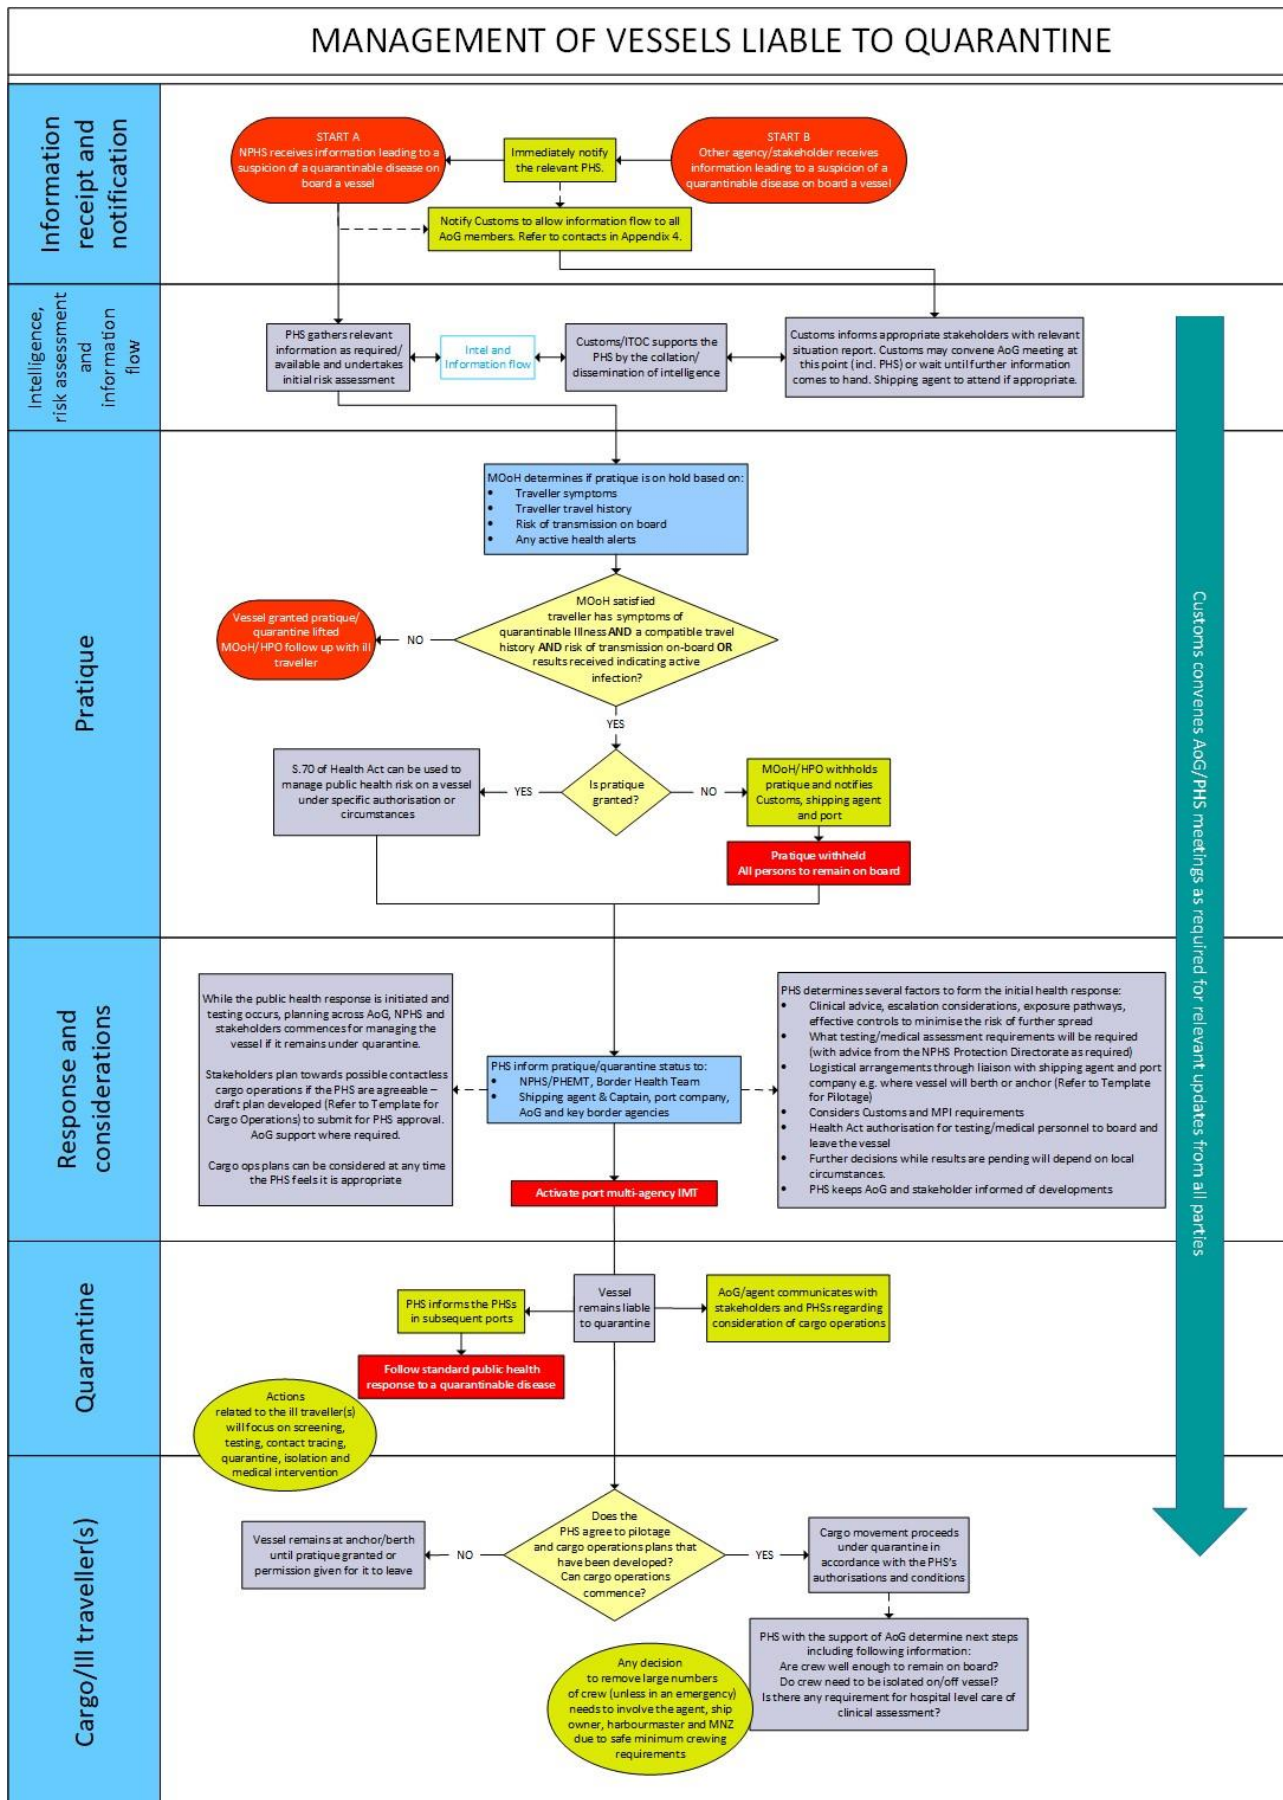 MANAGEMENT OF VESSELS LIABLE TO QUARANTINE
Information
receipt and
notification
START A
NPHS receives information leading to a
suspicion of a quarantinable disease on
board a vessel
Immediately notify
the relevant PHS.
START B
Other agency/stakeholder receives
information leading to a suspicion of a
quarantinable disease on board a vessel
Notify Customs to allow information flow to all
AoG members. Refer to contacts in Appendix 4.
Intelligence,
risk assessment
and
information
flow
PHS gathers relevant
information as required/
available and undertakes
initial risk assessment
Intel and
Information flow
Customs/ITOC supports the
PHS by the collation/
dissemination of intelligence
Customs informs appropriate stakeholders with relevant
situation report. Customs may convene AoG meeting at
this point (incl. PHS) or wait until further information
comes to hand. Shipping agent to attend if appropriate.
Customs convenes AoG/PHS meetings as required for relevant updates from all parties
Pratique
MOoH determines if pratique is on hold based on:
• Traveller symptoms
• Traveller travel history
• Risk of transmission on board
• Any active health alerts
MOoH satisfied
traveller has symptoms of
quarantinable Illness AND a compatible travel
history AND risk of transmission on-board OR
results received indicating active
infection?
NO
Vessel granted pratique/
quarantine lifted
MOoH/HPO follow up with ill
traveller
YES
Is pratique
granted?
YES
S.70 of Health Act can be used to
manage public health risk on a vessel
under specific authorisation or
circumstances
NO
MOoH/HPO withholds
pratique and notifies
Customs, shipping agent
and port
Pratique withheld
All persons to remain on board
Response and
considerations
While the public health response is initiated and
testing occurs, planning across AoG, NPHS and
stakeholders commences for managing the
vessel if it remains under quarantine.
Stakeholders plan towards possible contactless
cargo operations if the PHS are agreeable –
draft plan developed (Refer to Template for
Cargo Operations) to submit for PHS approval.
AoG support where required.
Cargo ops plans can be considered at any time
the PHS feels it is appropriate
PHS inform pratique/quarantine status to:
• NPHS/PHEMT, Border Health Team
• Shipping agent & Captain, port company,
AoG and key border agencies
Activate port multi-agency IMT
PHS determines several factors to form the initial health response:
• Clinical advice, escalation considerations, exposure pathways,
effective controls to minimise the risk of further spread
• What testing/medical assessment requirements will be required
(with advice from the NPHS Protection Directorate as required)
• Logistical arrangements through liaison with shipping agent and port
company e.g. where vessel will berth or anchor (Refer to Template
for Pilotage)
• Considers Customs and MPI requirements
• Health Act authorisation for testing/medical personnel to board and
leave the vessel
• Further decisions while results are pending will depend on local
circumstances.
• PHS keeps AoG and stakeholder informed of developments
Quarantine
PHS informs the PHSs
in subsequent ports
Vessel
remains liable
to quarantine
AoG/agent communicates with
stakeholders and PHSs regarding
consideration of cargo operations
Follow standard public health
response to a quarantinable disease
Actions
related to the ill traveller(s)
will focus on screening,
testing, contact tracing,
quarantine, isolation and
medical intervention
Cargo/Ill traveller(s)
Does the
PHS agree to pilotage
and cargo operations plans that
have been developed?
Can cargo operations
commence?
NO
Vessel remains at anchor/berth
until pratique granted or
permission given for it to leave
YES
Cargo movement proceeds
under quarantine in
accordance with the PHS's
authorisations and conditions
PHS with the support of AoG determine next steps
including following information:
Are crew well enough to remain on board?
Do crew need to be isolated on/off vessel?
Is there any requirement for hospital level care of
clinical assessment?
Any decision
to remove large numbers
of crew (unless in an emergency)
needs to involve the agent, ship
owner, harbourmaster and MNZ
due to safe minimum crewing
requirements